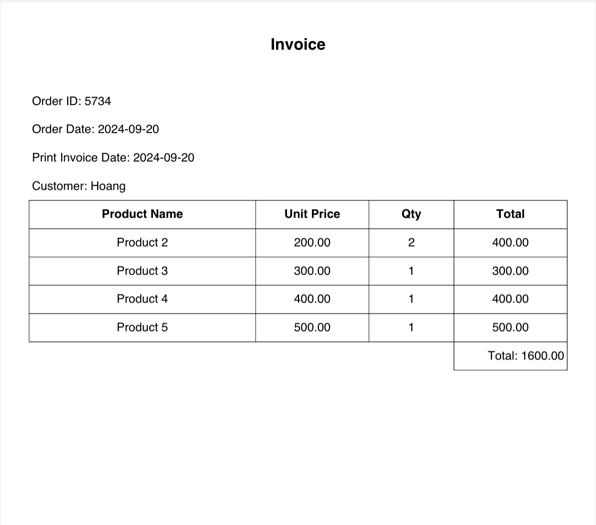 Invoice
Order ID: 5734
Order Date: 2024-09-20
Print Invoice Date: 2024-09-20
Customer: Hoang
Product Name Unit Price Qty Total
Product 2 200.00 2 400.00
Product 3 300.00 1 300.00
Product 4 400.00 1 400.00
Product 5 500.00 1 500.00
Total: 1600.00